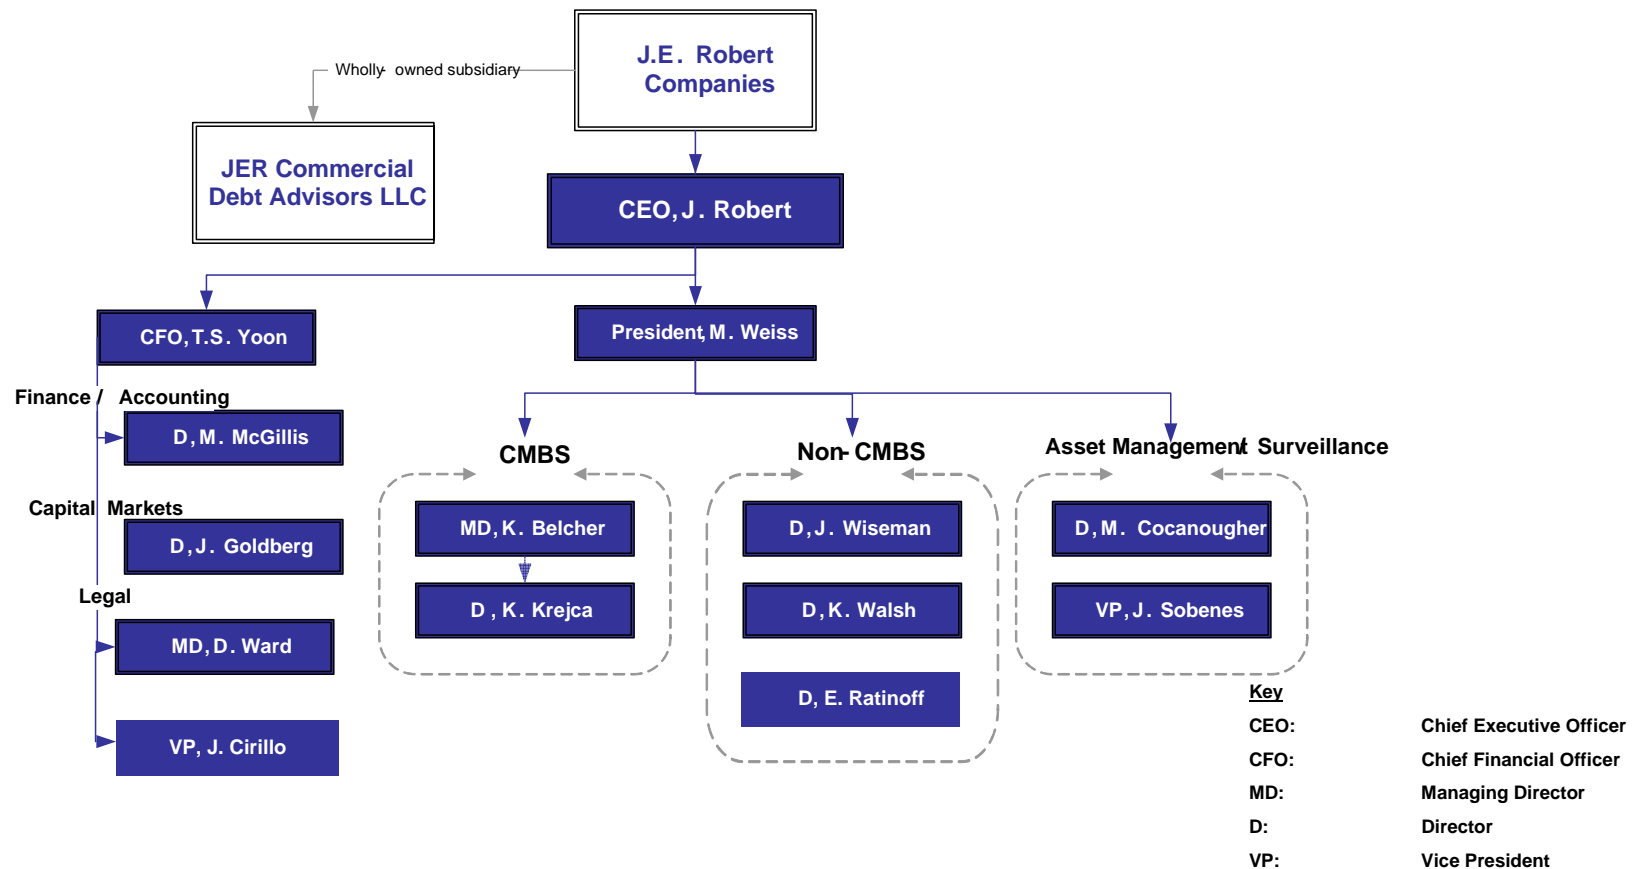 J.E. Robert
Companies
Wholly- owned subsidiary
JER Commercial
Debt Advisors LLC
CEO, J. Robert
CFO, T.S. Yoon
President, M. Weiss
Finance / Accounting
D, M. McGillis
Capital Markets
D, J. Goldberg
Legal
MD, D. Ward
VP, J. Cirillo
CMBS
MD, K. Belcher
D, K. Krejca
Non-CMBS
D, J. Wiseman
D, K. Walsh
D, E. Ratinoff
Asset Management/ Surveillance
D, M. Cocanougher
VP, J. Sobenes
Key
CEO: Chief Executive Officer
CFO: Chief Financial Officer
MD: Managing Director
D: Director
VP: Vice President